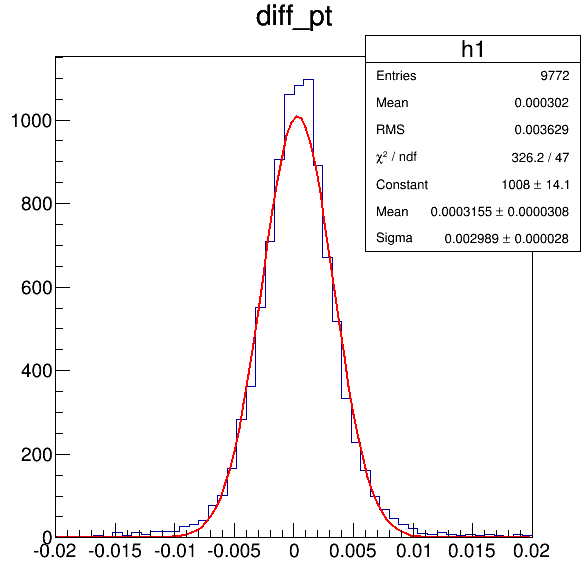 diff_pt
h1
Entries 9772
Mean 0.000302
RMS 0.003629
χ² / ndf 326.2 / 47
Constant 1008 ± 14.1
Mean 0.0003155 ± 0.0000308
Sigma 0.002989 ± 0.000028
1000
800
600
400
200
0
-0.02 -0.015 -0.01 -0.005 0 0.005 0.01 0.015 0.02